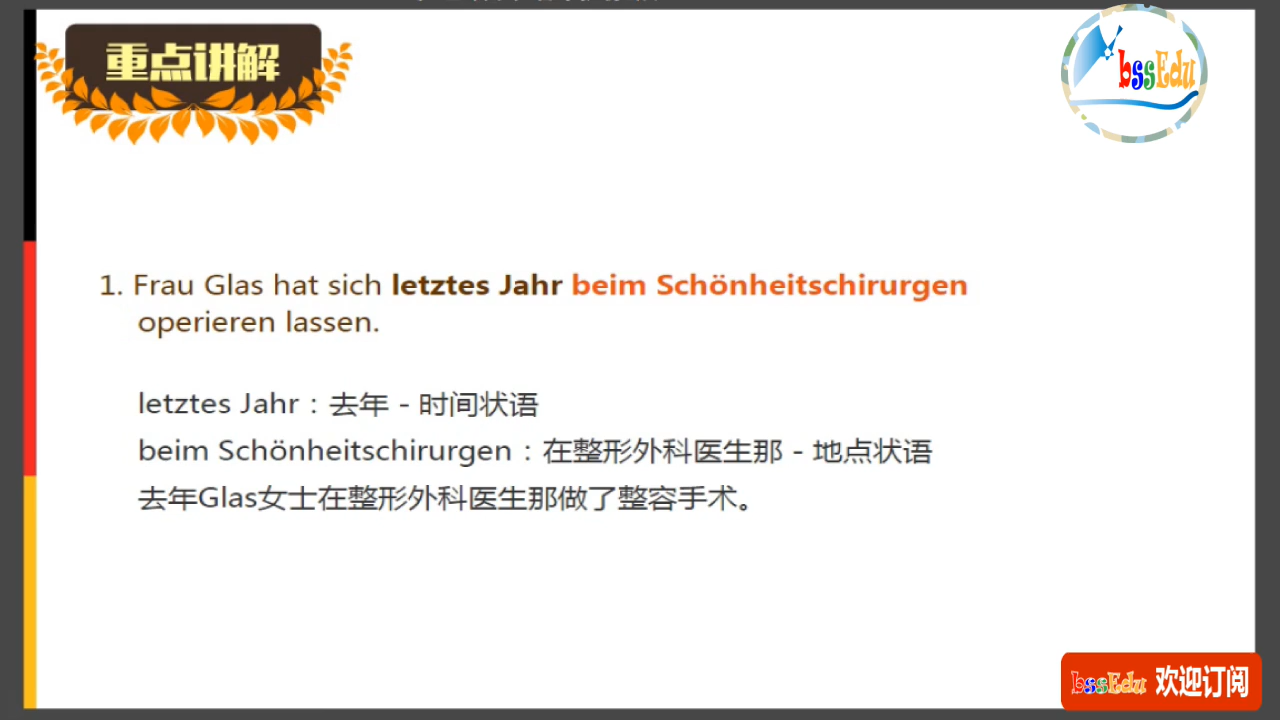 重点讲解
bssEdu
1. Frau Glas hat sich letztes Jahr beim Schönheitschirurgen
operieren lassen.
letztes Jahr：去年 - 时间状语
beim Schönheitschirurgen：在整形外科医生那 - 地点状语
去年Glas女士在整形外科医生那做了整容手术。
bssEdu 欢迎订阅